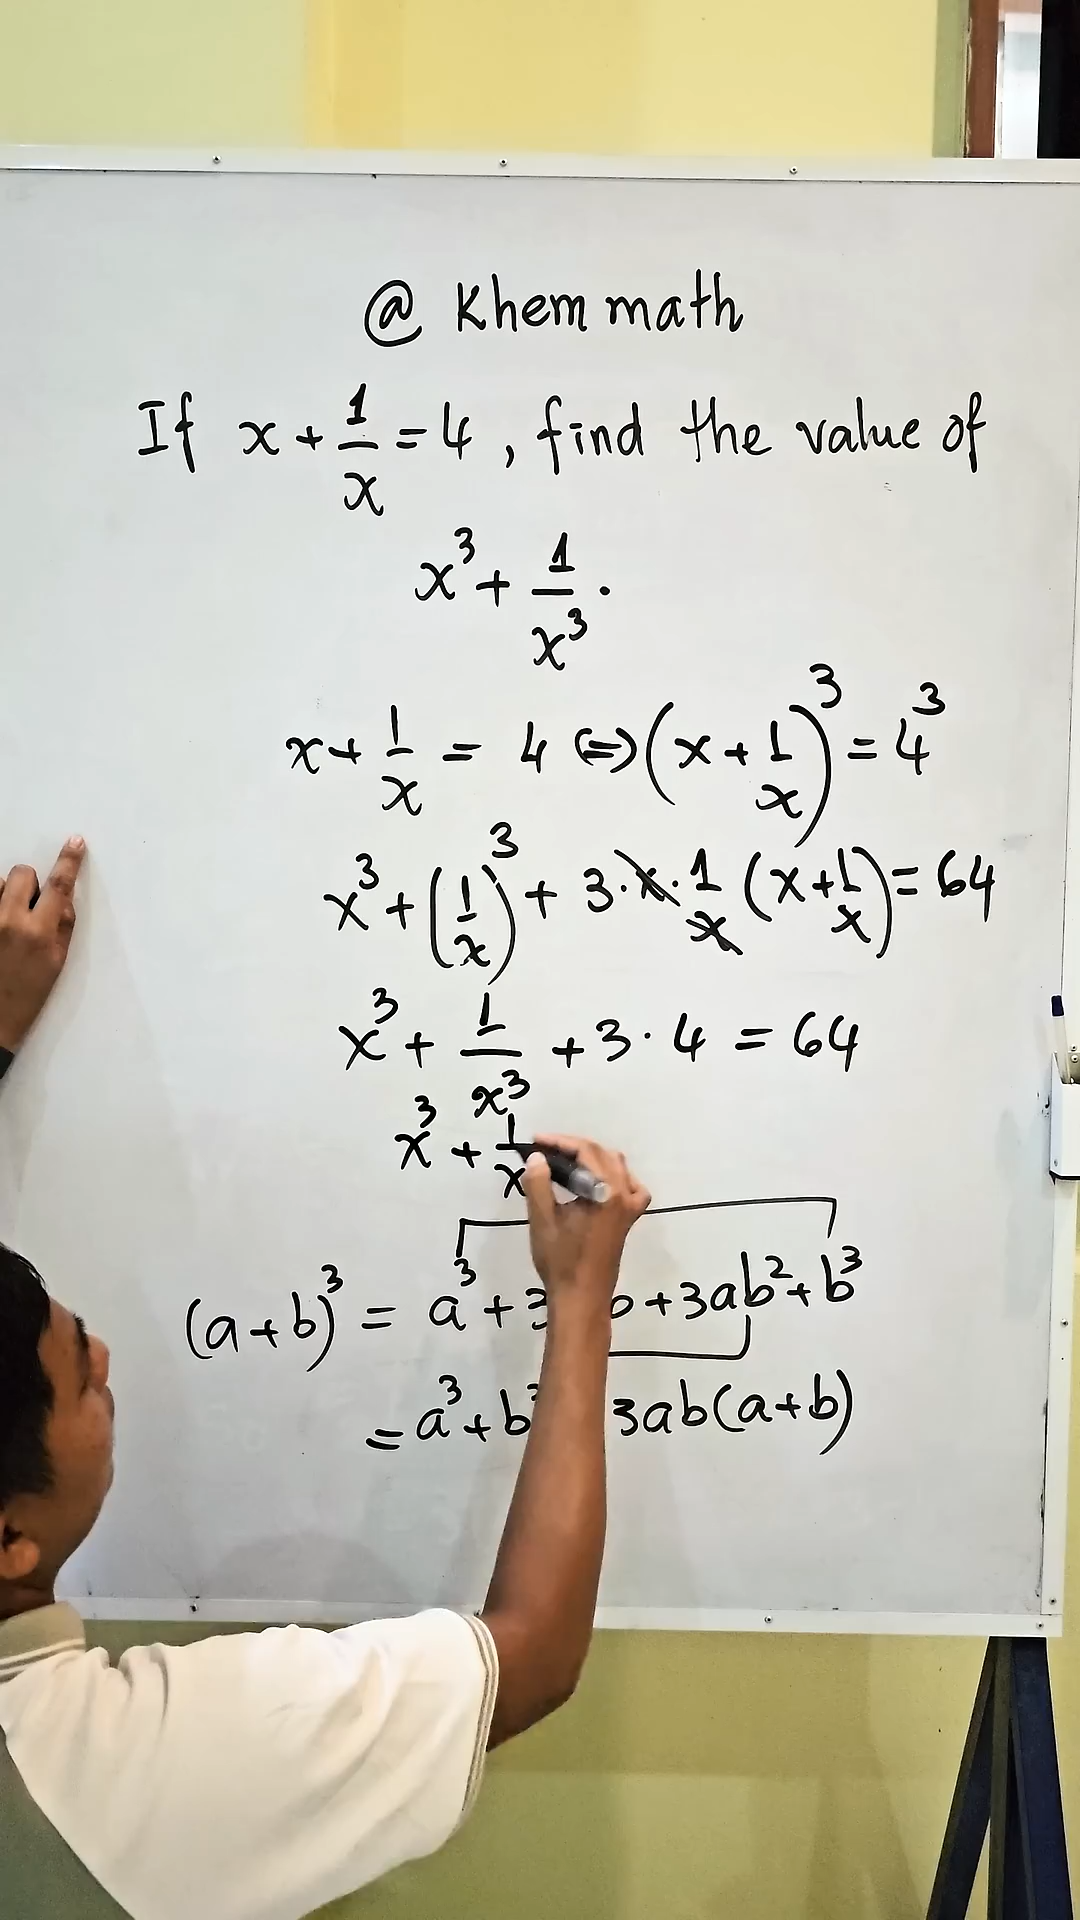 @ Khem math
If x + 1/x = 4, find the value of
x³ + 1/x³.
x + 1/x = 4 ⇔ (x + 1/x)³ = 4³
x³ + (1/x)³ + 3·x·1/x (x + 1/x) = 64
x³ + 1/x³ + 3·4 = 64
x³ + 1/x
(a+b)³ = a³ + 3 b + 3ab² + b³
= a³ + b³ 3ab(a+b)